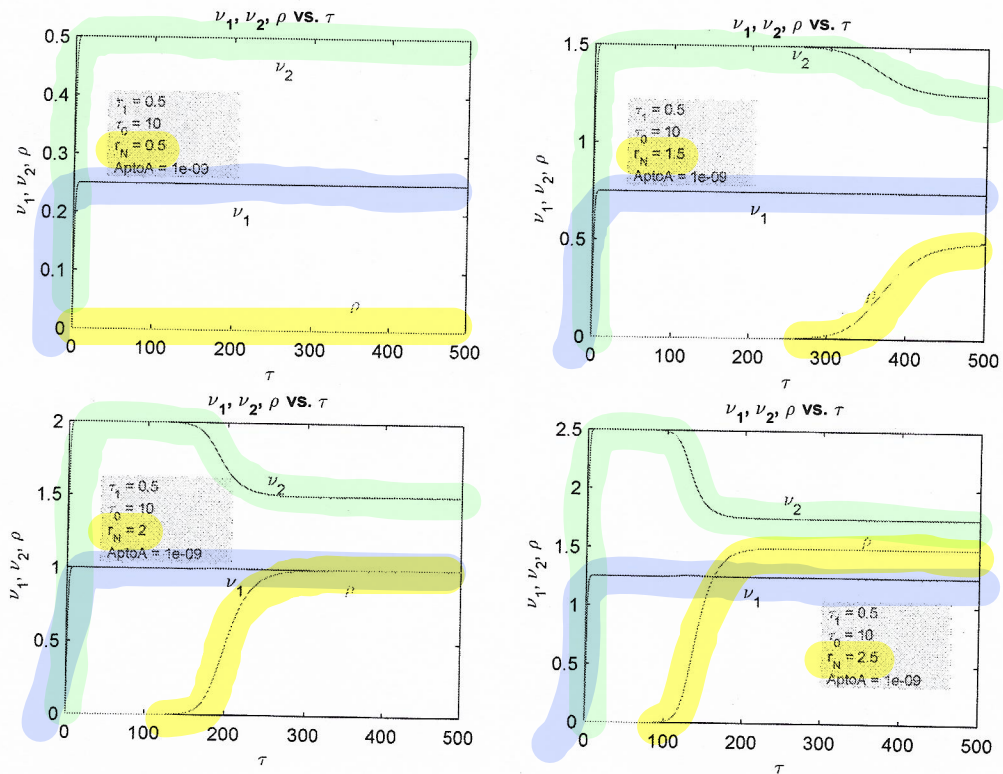 ν₁, ν₂, ρ vs. τ
0.5
0.4
0.3
0.2
0.1
0
ν₁, ν₂, ρ
τ₁ = 0.5
τ₀ = 10
r_N = 0.5
AptoA = 1e-09
ν₂
ν₁
ρ
0 100 200 300 400 500
τ
ν₁, ν₂, ρ vs. τ
1.5
1
0.5
0
ν₁, ν₂, ρ
τ₁ = 0.5
τ₀ = 10
r_N = 1.5
AptoA = 1e-09
ν₂
ν₁
ρ
0 100 200 300 400 500
τ
ν₁, ν₂, ρ vs. τ
2
1.5
1
0.5
0
ν₁, ν₂, ρ
τ₁ = 0.5
τ₀ = 10
r_N = 2
AptoA = 1e-09
ν₂
ν₁
ρ
0 100 200 300 400 500
τ
ν₁, ν₂, ρ vs. τ
2.5
2
1.5
1
0.5
0
ν₁, ν₂, ρ
ν₂
ρ
ν₁
τ₁ = 0.5
τ₀ = 10
r_N = 2.5
AptoA = 1e-09
0 100 200 300 400 500
τ